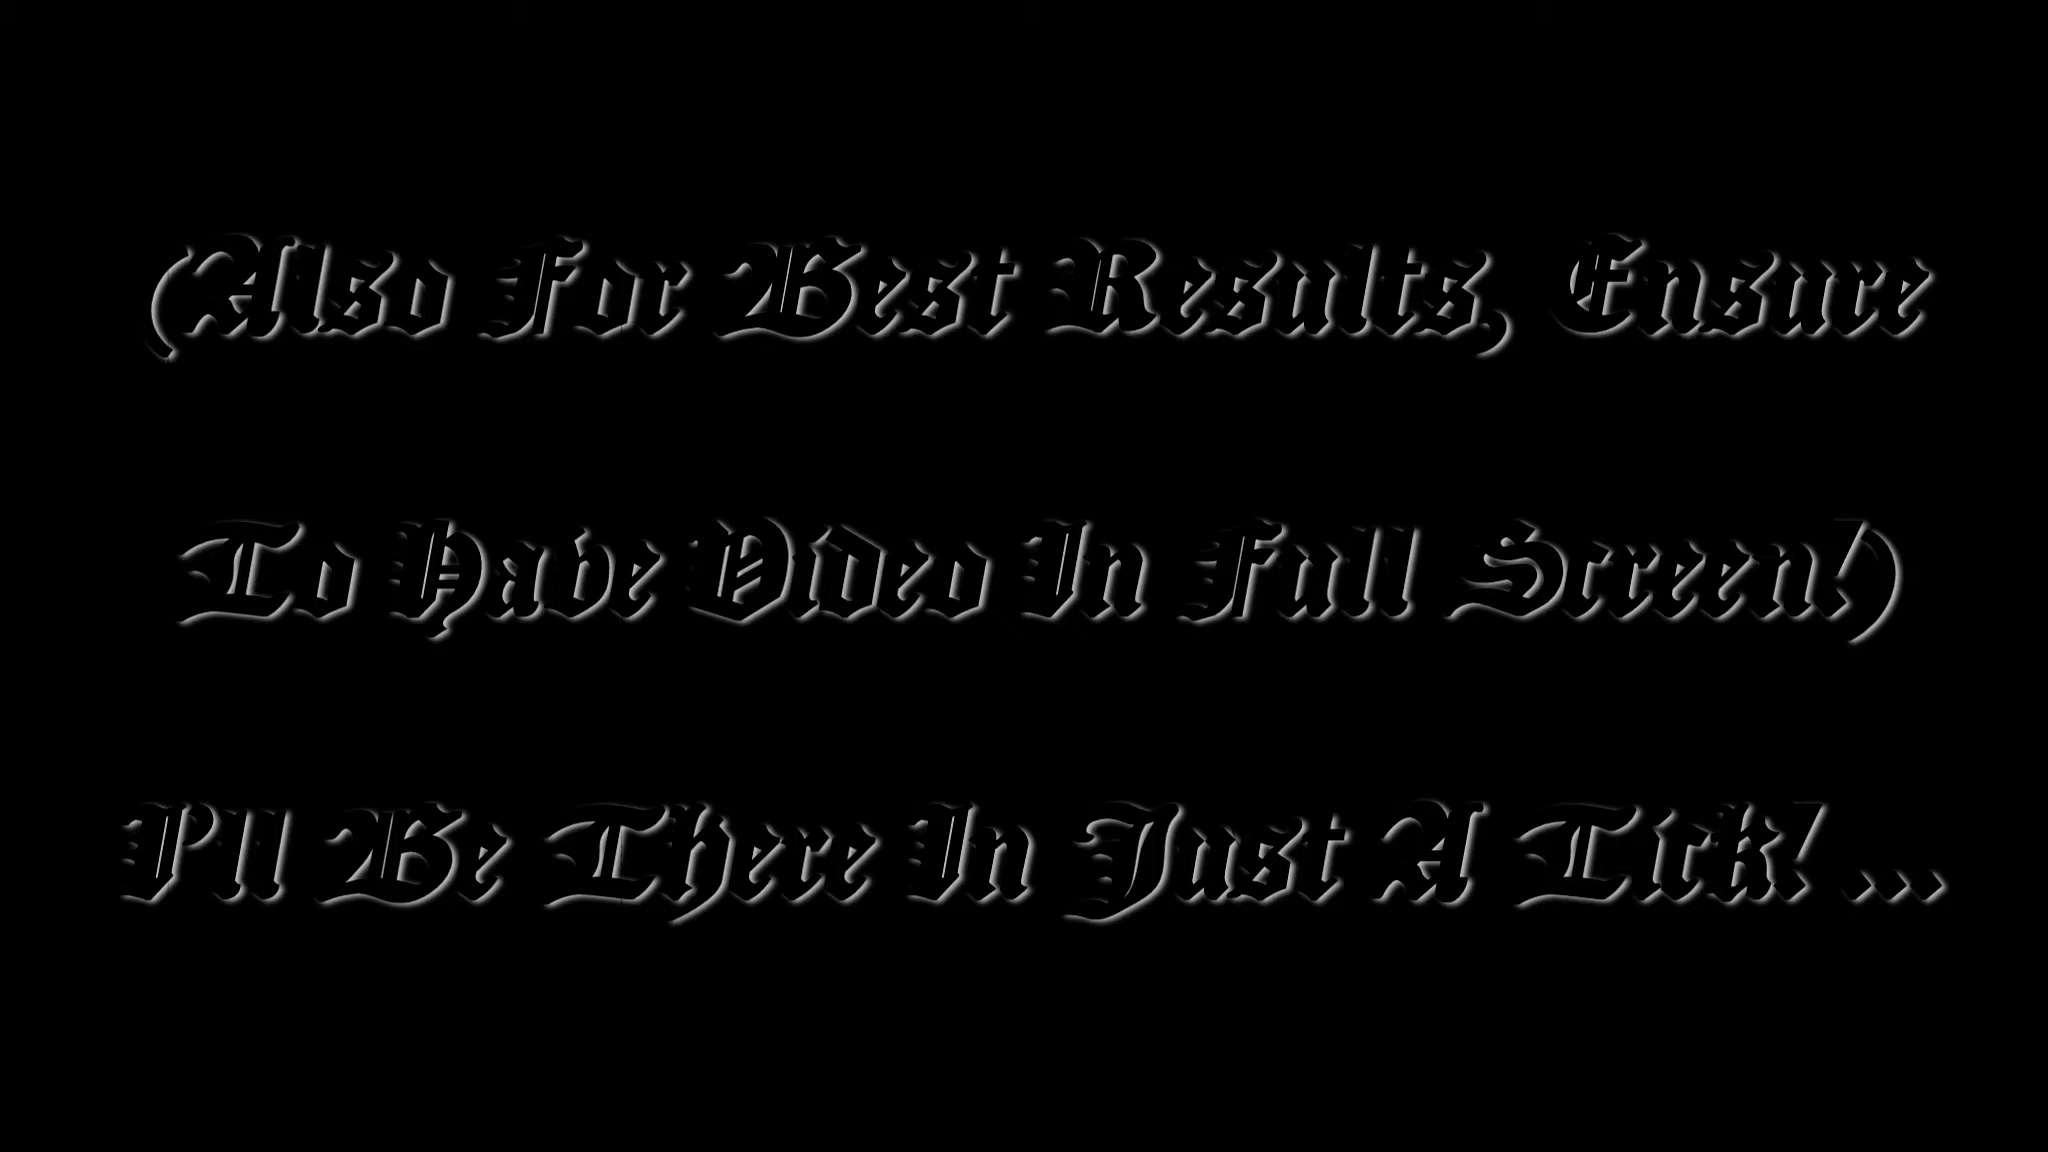 (Also For Best Results, Ensure
To Have Video In Full Screen!)
I'll Be There In Just A Tick! ...